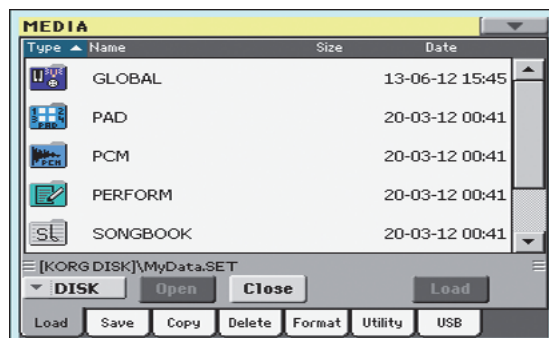 MEDIA
Type Name Size Date
GLOBAL 13-06-12 15:45
PAD 20-03-12 00:41
PCM PCM 20-03-12 00:41
PERFORM 20-03-12 00:41
SONGBOOK 20-03-12 00:41
[KORG DISK]\MyData.SET
DISK Open Close Load
Load Save Copy Delete Format Utility USB